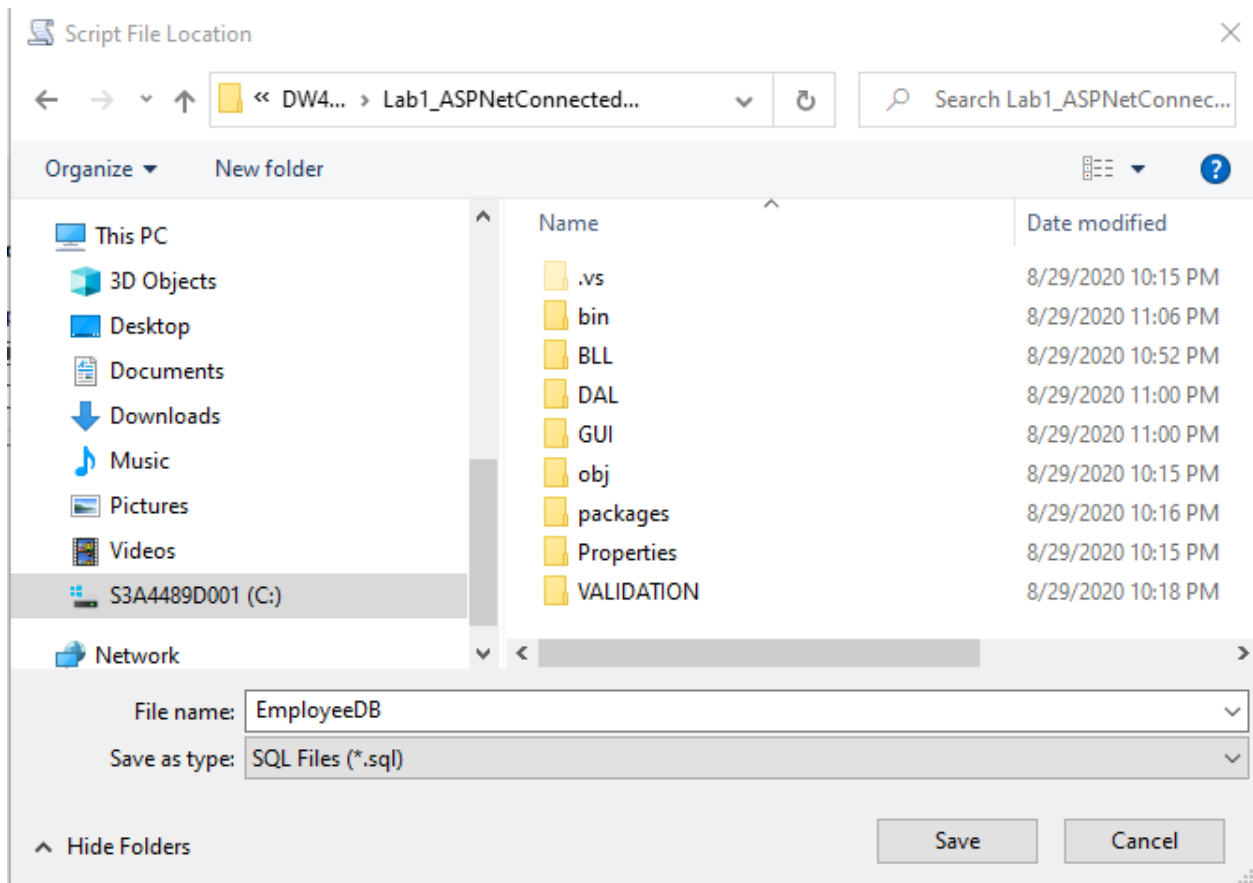 Script File Location
« DW4... › Lab1_ASPNetConnected...
Search Lab1_ASPNetConnec...
Organize
New folder
?
This PC
3D Objects
Desktop
Documents
Downloads
Music
Pictures
Videos
S3A4489D001 (C:)
Network
Name Date modified
.vs 8/29/2020 10:15 PM
bin 8/29/2020 11:06 PM
BLL 8/29/2020 10:52 PM
DAL 8/29/2020 11:00 PM
GUI 8/29/2020 11:00 PM
obj 8/29/2020 10:15 PM
packages 8/29/2020 10:16 PM
Properties 8/29/2020 10:15 PM
VALIDATION 8/29/2020 10:18 PM
File name: EmployeeDB
Save as type: SQL Files (*.sql)
Hide Folders
Save
Cancel